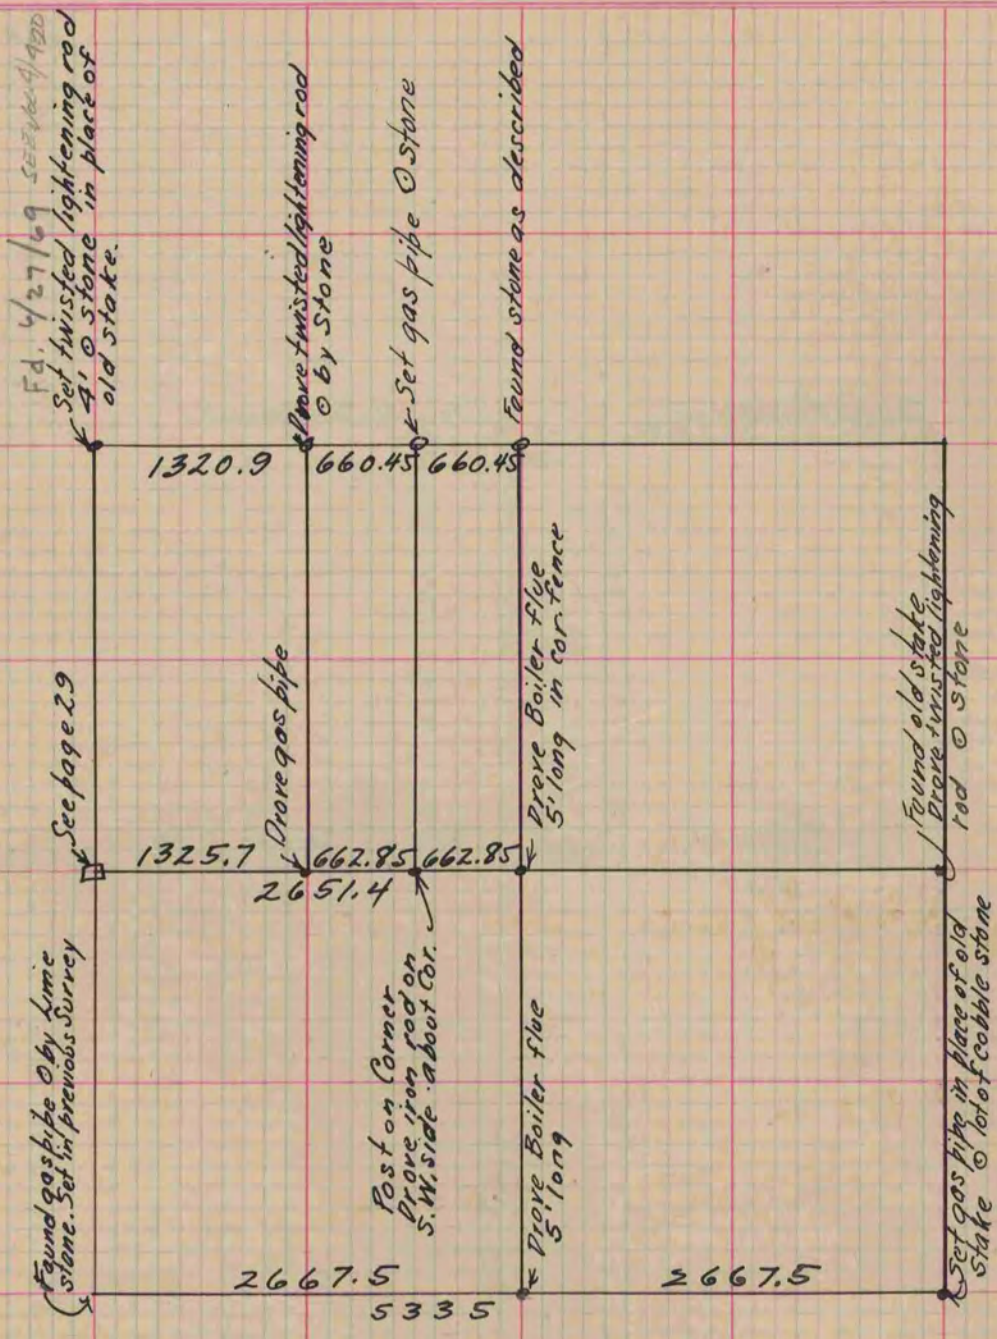 Fd. 4/27/69
Set twisted lightening rod
4' ⊙ stone in place of
old stake.
Drove twisted lightening rod
⊙ by stone
Set gas pipe ⊙ stone
Found stone as described
1320.9
660.45
660.45
See page 29
Drove gas pipe
Drove Boiler flue
5' long in cor. fence
Found old stake
Drove twisted lightening
rod ⊙ stone
1325.7
662.85
662.85
2651.4
Found gas pipe ⊙ by Lime
stone. Set in previous Survey
Post on Corner
Drove iron rod on
S.W. side about Cor.
Drove Boiler flue
5' long
Set gas pipe in place of old
Stake ⊙ lot of cobble stone
2667.5
2667.5
5335